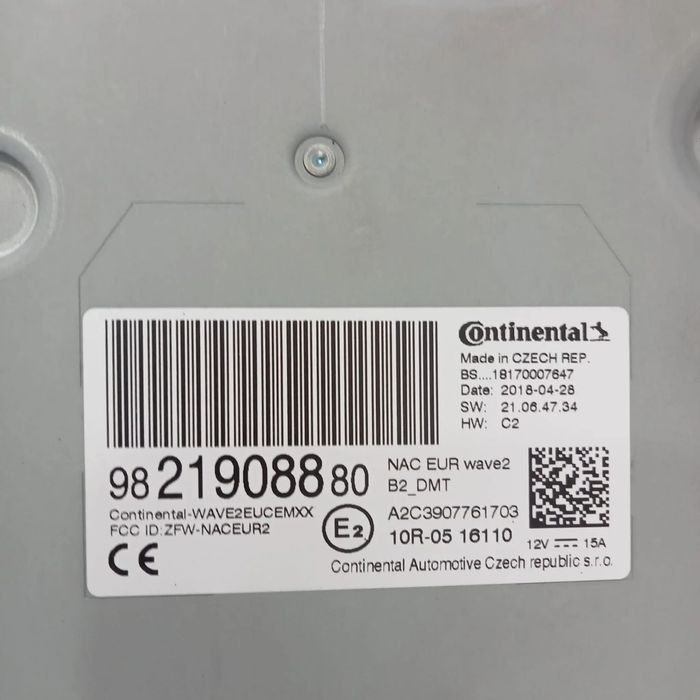 Continental
Made in CZECH REP.
BS....18170007647
Date: 2018-04-28
SW: 21.06.47.34
HW: C2
98 219088 80
NAC EUR wave2
B2_DMT
Continental-WAVE2EUCEMXX
FCC ID:ZFW-NACEUR2
E2
A2C3907761703
10R-05 16110
12V 15A
CE
Continental Automotive Czech republic s.r.o.